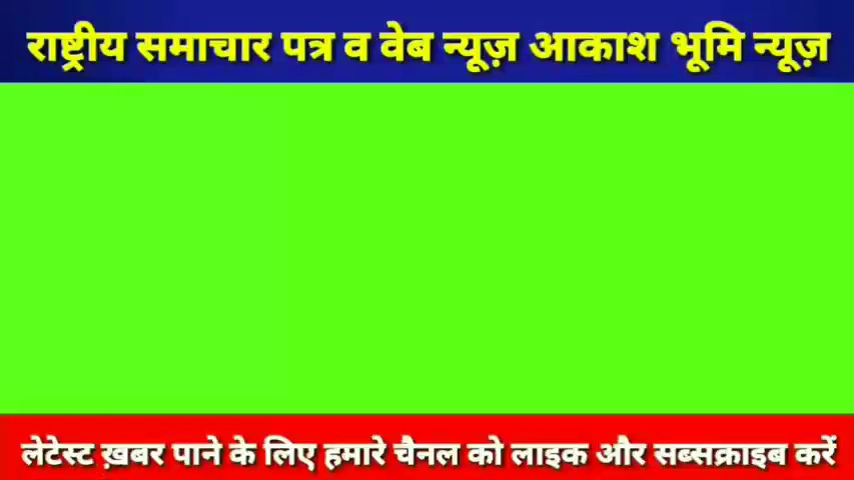 राष्ट्रीय समाचार पत्र व वेब न्यूज़ आकाश भूमि न्यूज़
लेटेस्ट ख़बर पाने के लिए हमारे चैनल को लाइक और सब्सक्राइब करें